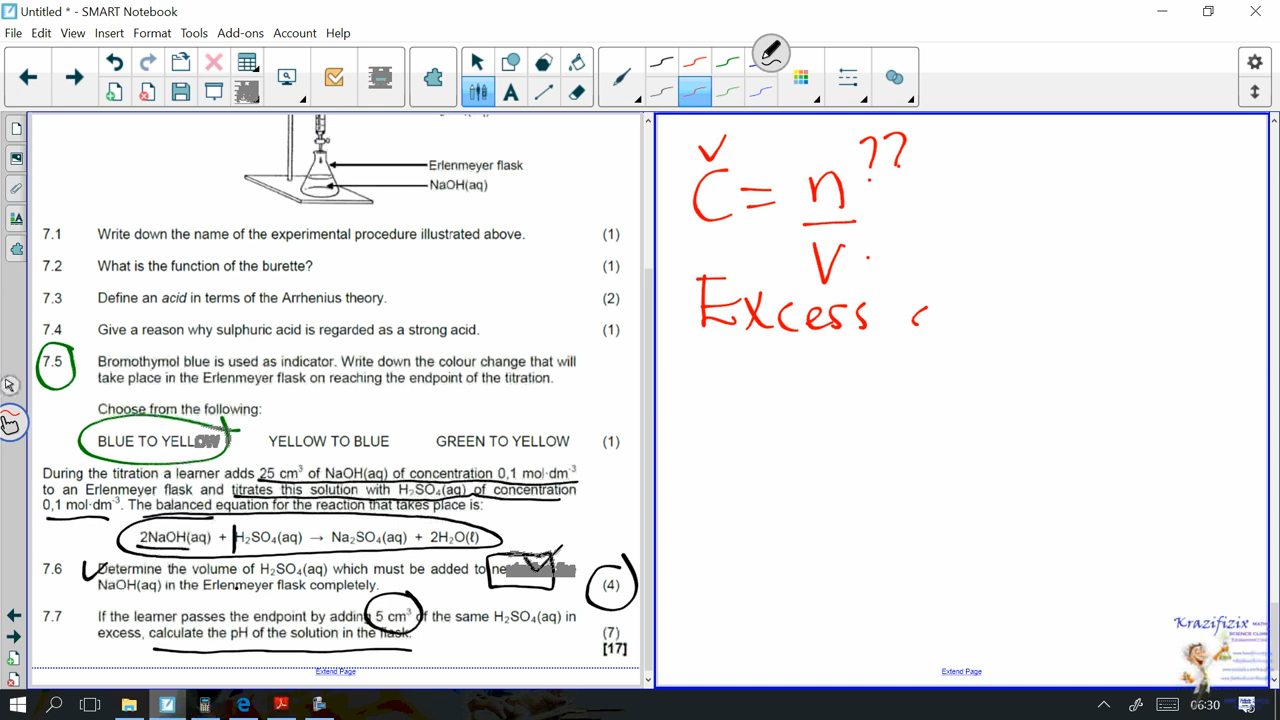 Untitled * - SMART Notebook
File Edit View Insert Format Tools Add-ons Account Help
Erlenmeyer flask
NaOH(aq)
7.1 Write down the name of the experimental procedure illustrated above. (1)
7.2 What is the function of the burette? (1)
7.3 Define an acid in terms of the Arrhenius theory. (2)
7.4 Give a reason why sulphuric acid is regarded as a strong acid. (1)
7.5 Bromothymol blue is used as indicator. Write down the colour change that will
take place in the Erlenmeyer flask on reaching the endpoint of the titration.
Choose from the following:
BLUE TO YELLOW YELLOW TO BLUE GREEN TO YELLOW (1)
During the titration a learner adds 25 cm³ of NaOH(aq) of concentration 0,1 mol·dm⁻³
to an Erlenmeyer flask and titrates this solution with H₂SO₄(aq) of concentration
0,1 mol·dm⁻³. The balanced equation for the reaction that takes place is:
2NaOH(aq) + H₂SO₄(aq) → Na₂SO₄(aq) + 2H₂O(ℓ)
7.6 Determine the volume of H₂SO₄(aq) which must be added to
NaOH(aq) in the Erlenmeyer flask completely. (4)
7.7 If the learner passes the endpoint by adding 5 cm³ of the same H₂SO₄(aq) in
excess, calculate the pH of the solution in the flask. (7)
[17]
Extend Page
C = n ??
V
Excess
Krazifizix MATH
SCIENCE CLINIC
Extend Page
06:30